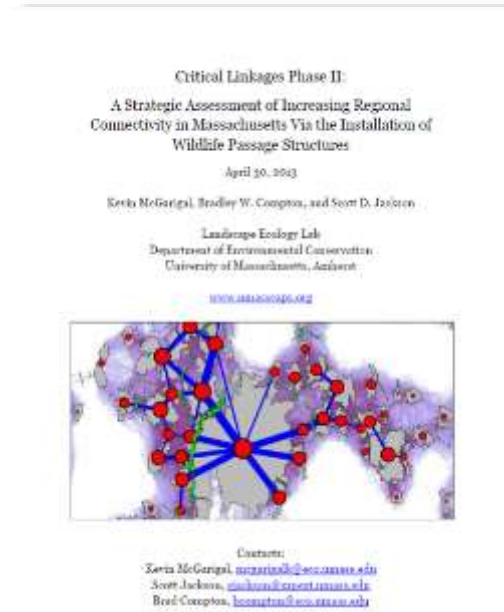 Critical Linkages Phase II:
A Strategic Assessment of Increasing Regional
Connectivity in Massachusetts Via the Installation of
Wildlife Passage Structures
April 30, 2013
Kevin McGarigal, Bradley W. Compton, and Scott D. Jackson
Landscape Ecology Lab
Department of Environmental Conservation
University of Massachusetts, Amherst
www.umasscaps.org
Contacts:
Kevin McGarigal,
Scott Jackson,
Brad Compton,